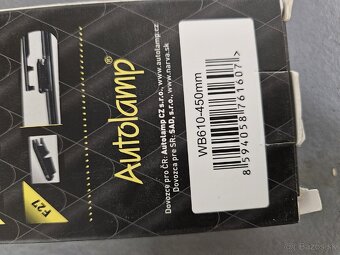 Autolamp®
Dovozce pro ČR: Autolamp CZ s.r.o., www.autolamp.cz
Dovozca pre SR: SAD, s.r.o., www.narva.sk
WB610-450mm
8594058761607
F27